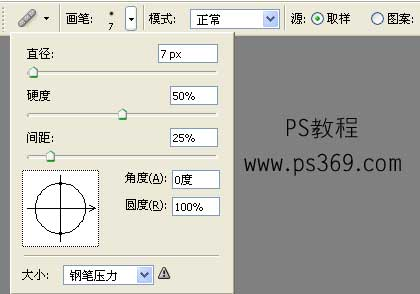 画笔: 7 模式: 正常 源: 取样 图案:
直径: 7 px
硬度 50%
间距: 25%
角度(A): 0度
圆度(R): 100%
大小: 钢笔压力
PS教程
www.ps369.com